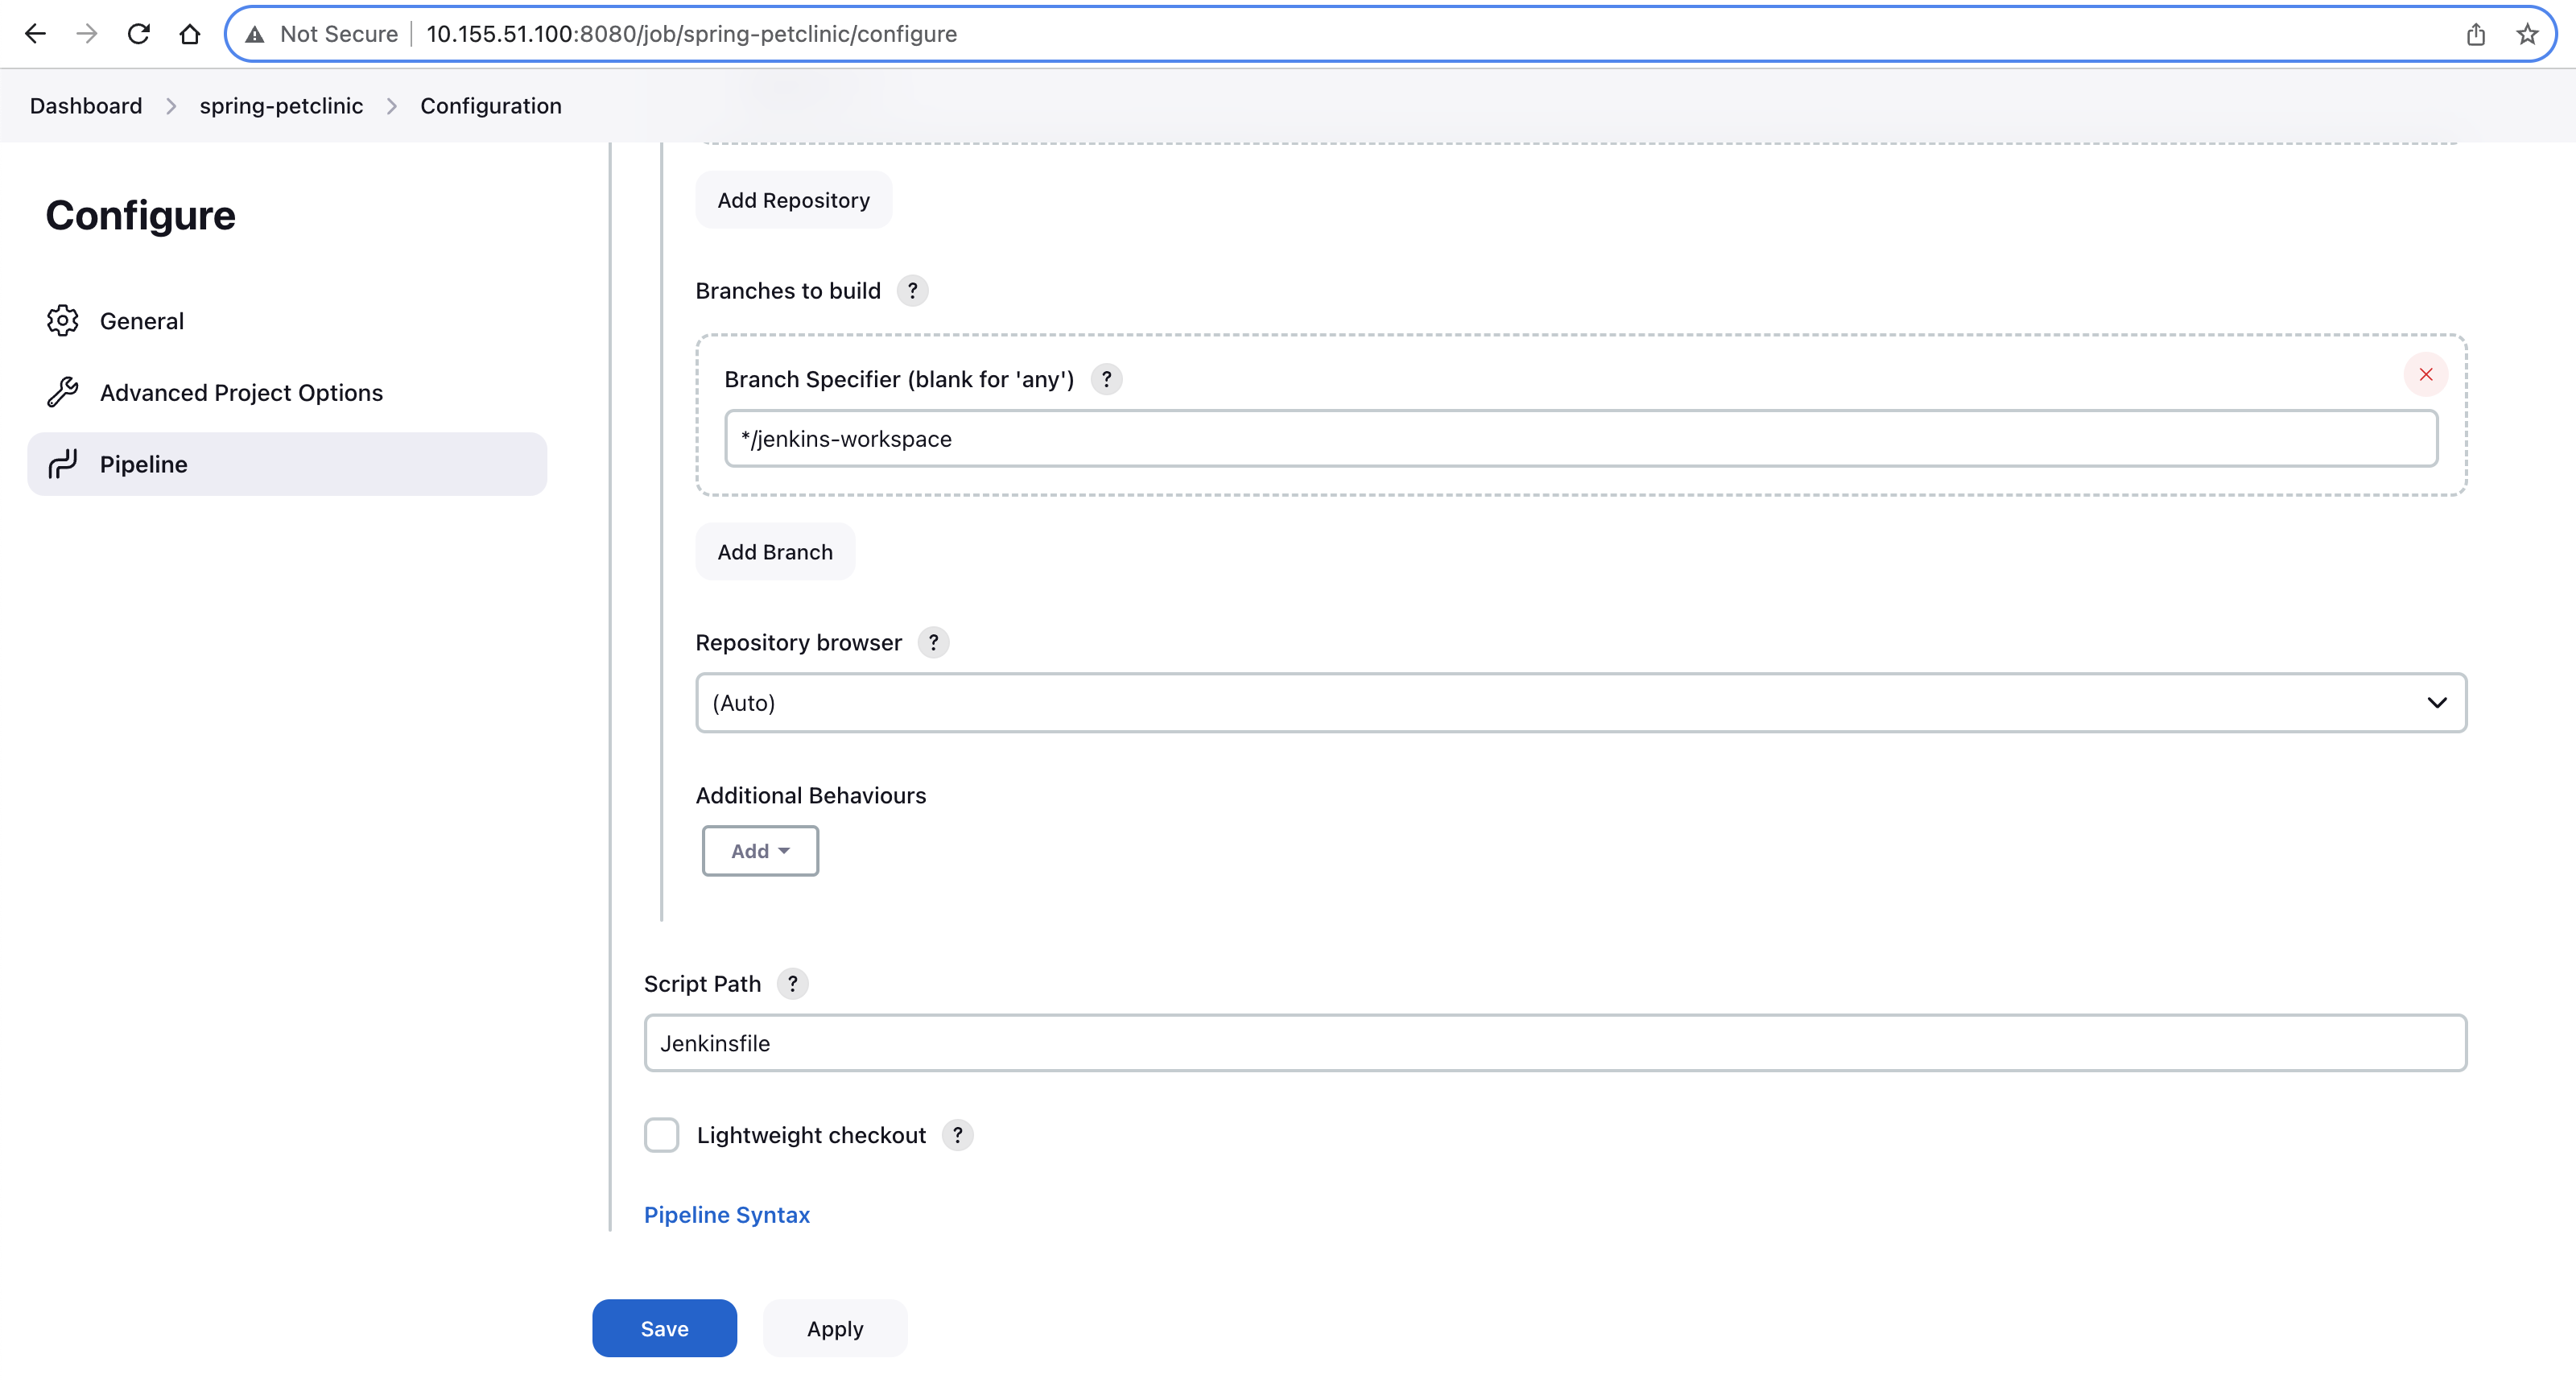 Not Secure 10.155.51.100:8080/job/spring-petclinic/configure
Dashboard spring-petclinic Configuration
Configure
General
Advanced Project Options
Pipeline
Add Repository
Branches to build ?
Branch Specifier (blank for 'any') ?
*/jenkins-workspace
Add Branch
Repository browser ?
(Auto)
Additional Behaviours
Add
Script Path ?
Jenkinsfile
Lightweight checkout ?
Pipeline Syntax
Save Apply